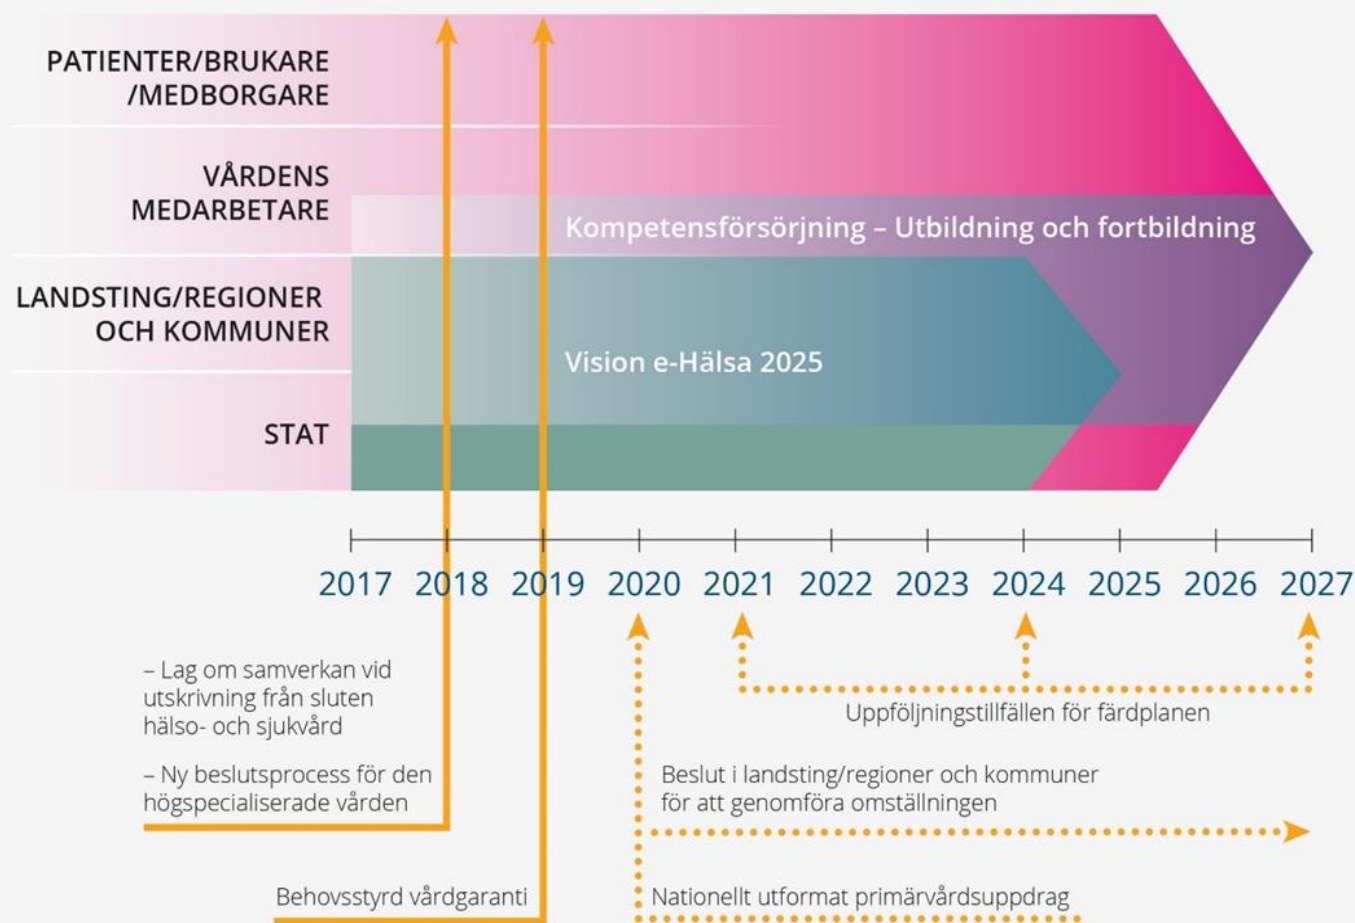 PATIENTER/BRUKARE
/MEDBORGARE
VÅRDENS
MEDARBETARE
Kompetensförsörjning – Utbildning och fortbildning
LANDSTING/REGIONER
OCH KOMMUNER
Vision e-Hälsa 2025
STAT
2017 2018 2019 2020 2021 2022 2023 2024 2025 2026 2027
– Lag om samverkan vid
utskrivning från sluten
hälso- och sjukvård
– Ny beslutsprocess för den
högspecialiserade vården
Uppföljningstillfällen för färdplanen
Beslut i landsting/regioner och kommuner
för att genomföra omställningen
Behovsstyrd vårdgaranti
Nationellt utformat primärvårdsuppdrag